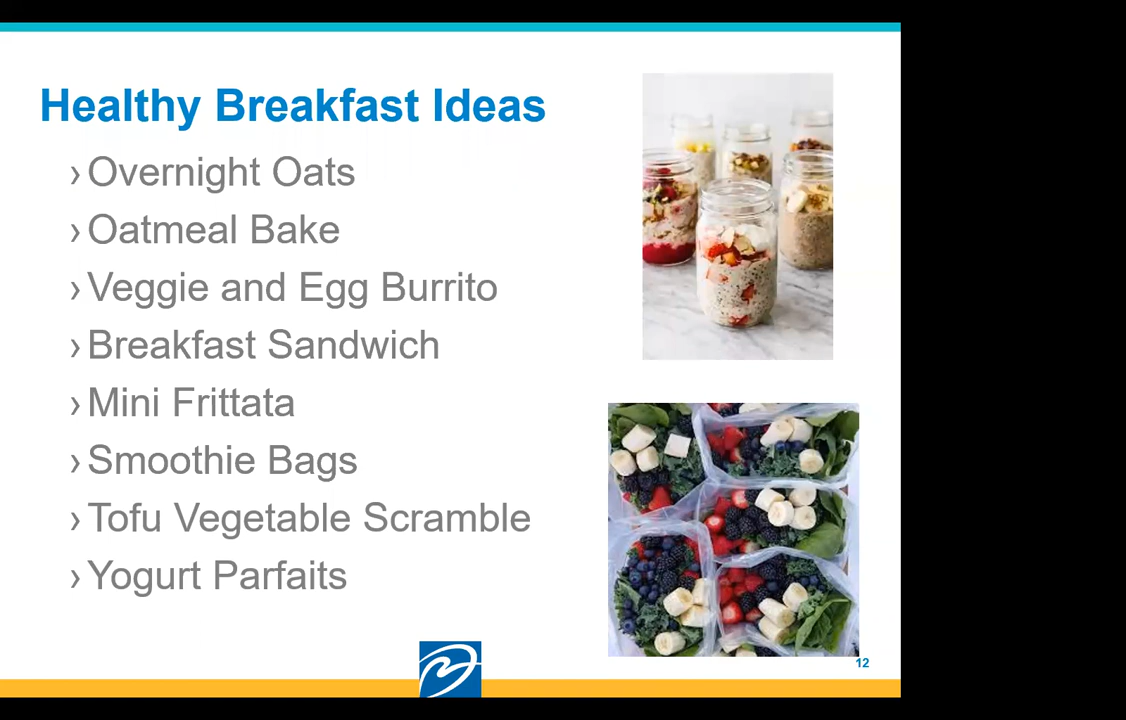 Healthy Breakfast Ideas
› Overnight Oats
› Oatmeal Bake
› Veggie and Egg Burrito
› Breakfast Sandwich
› Mini Frittata
› Smoothie Bags
› Tofu Vegetable Scramble
› Yogurt Parfaits
12